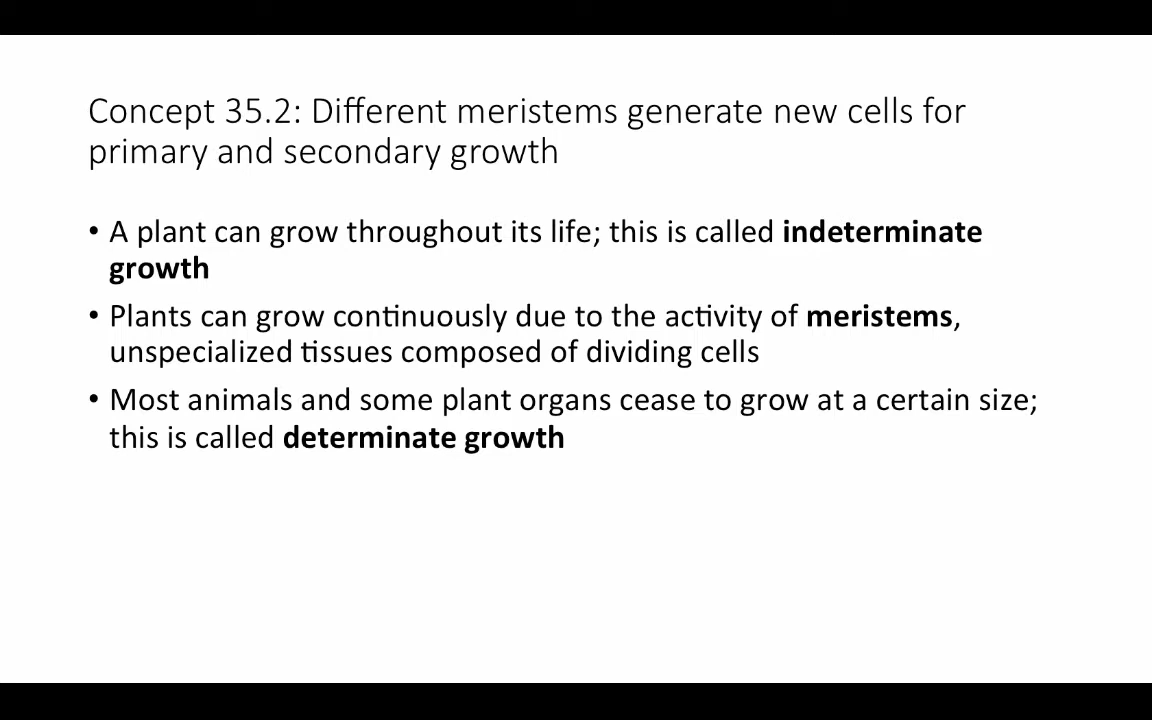 Concept 35.2: Different meristems generate new cells for
primary and secondary growth
• A plant can grow throughout its life; this is called indeterminate
growth
• Plants can grow continuously due to the activity of meristems,
unspecialized tissues composed of dividing cells
• Most animals and some plant organs cease to grow at a certain size;
this is called determinate growth